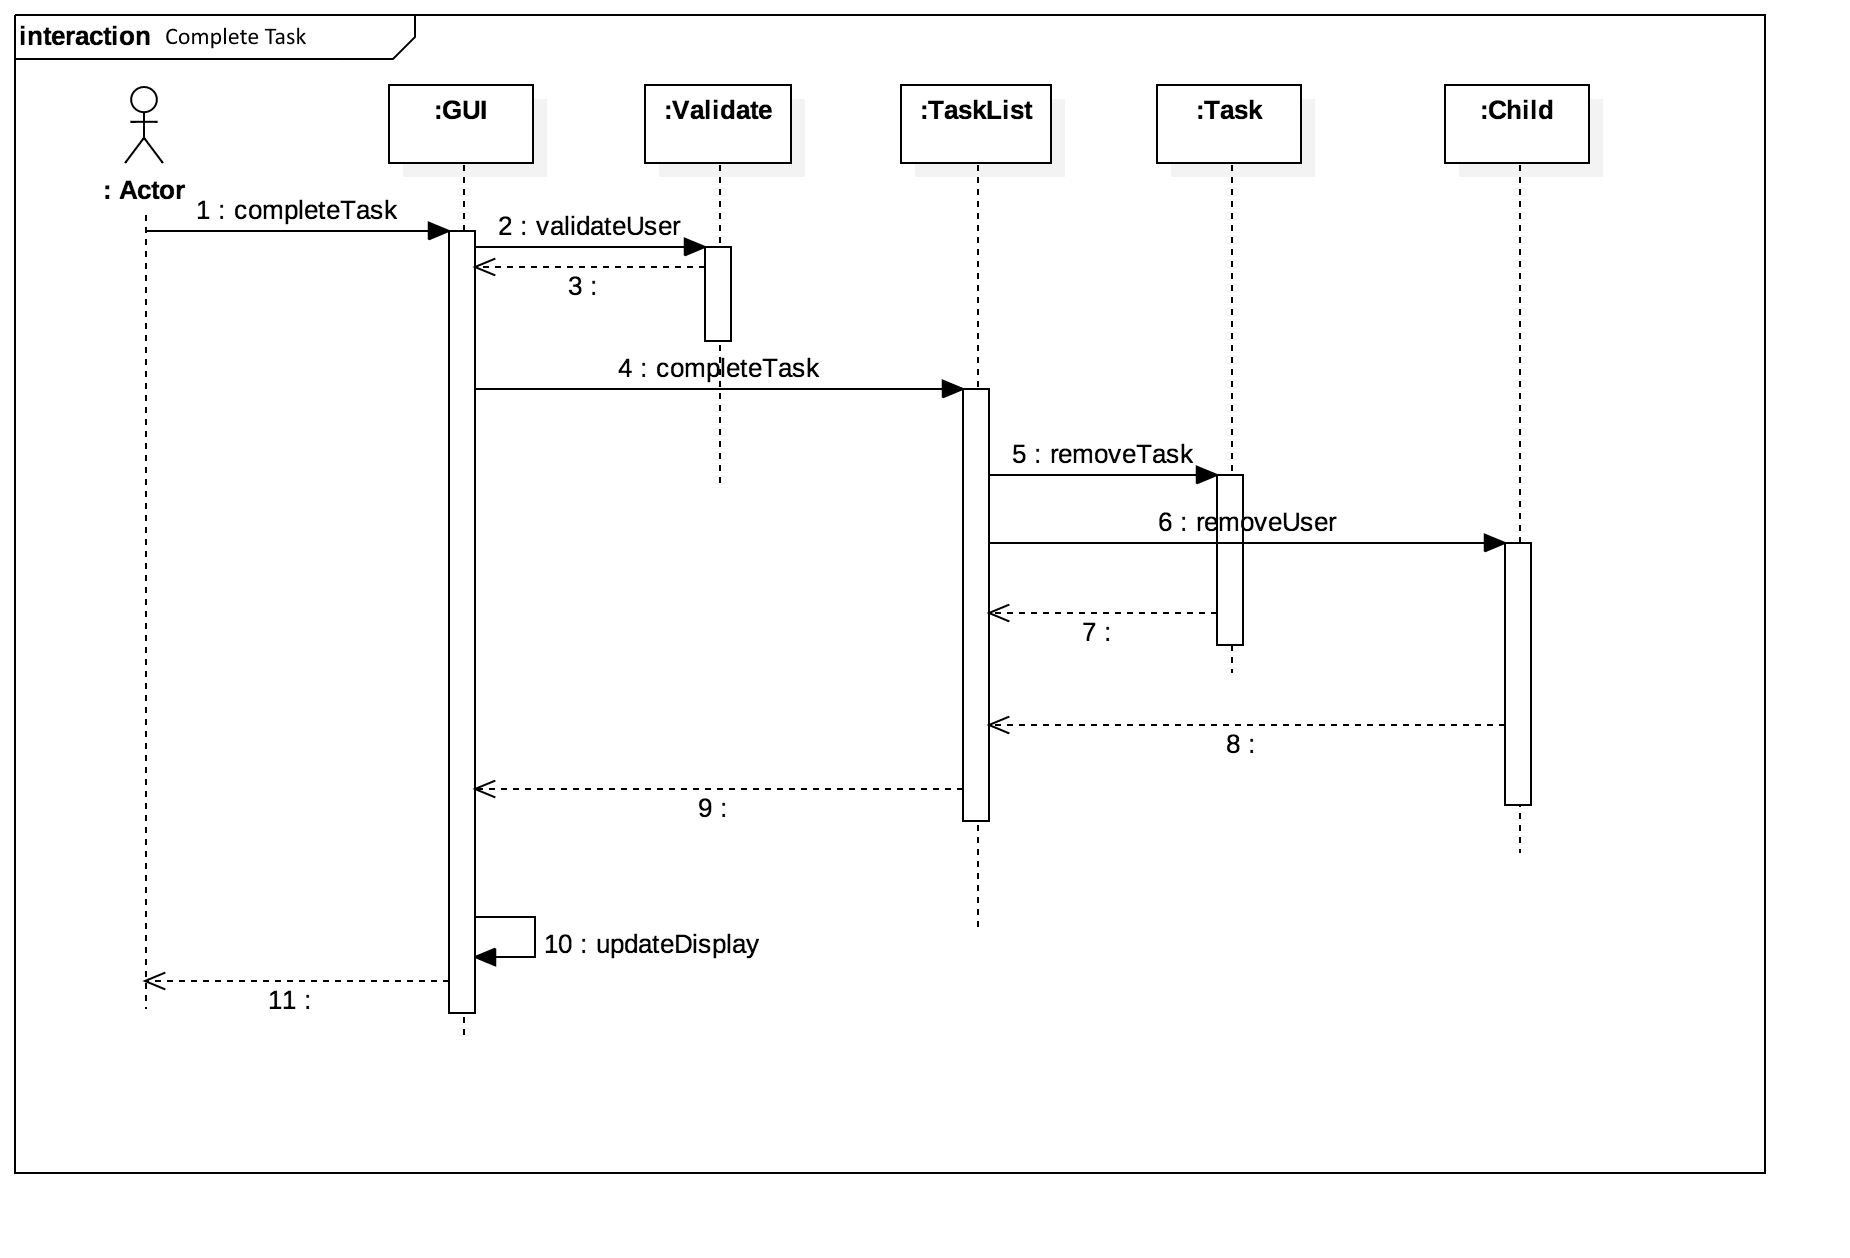 interaction Complete Task
:GUI
:Validate
:TaskList
:Task
:Child
: Actor
1 : completeTask
2 : validateUser
3 :
4 : completeTask
5 : removeTask
6 : removeUser
7 :
8 :
9 :
10 : updateDisplay
11 :